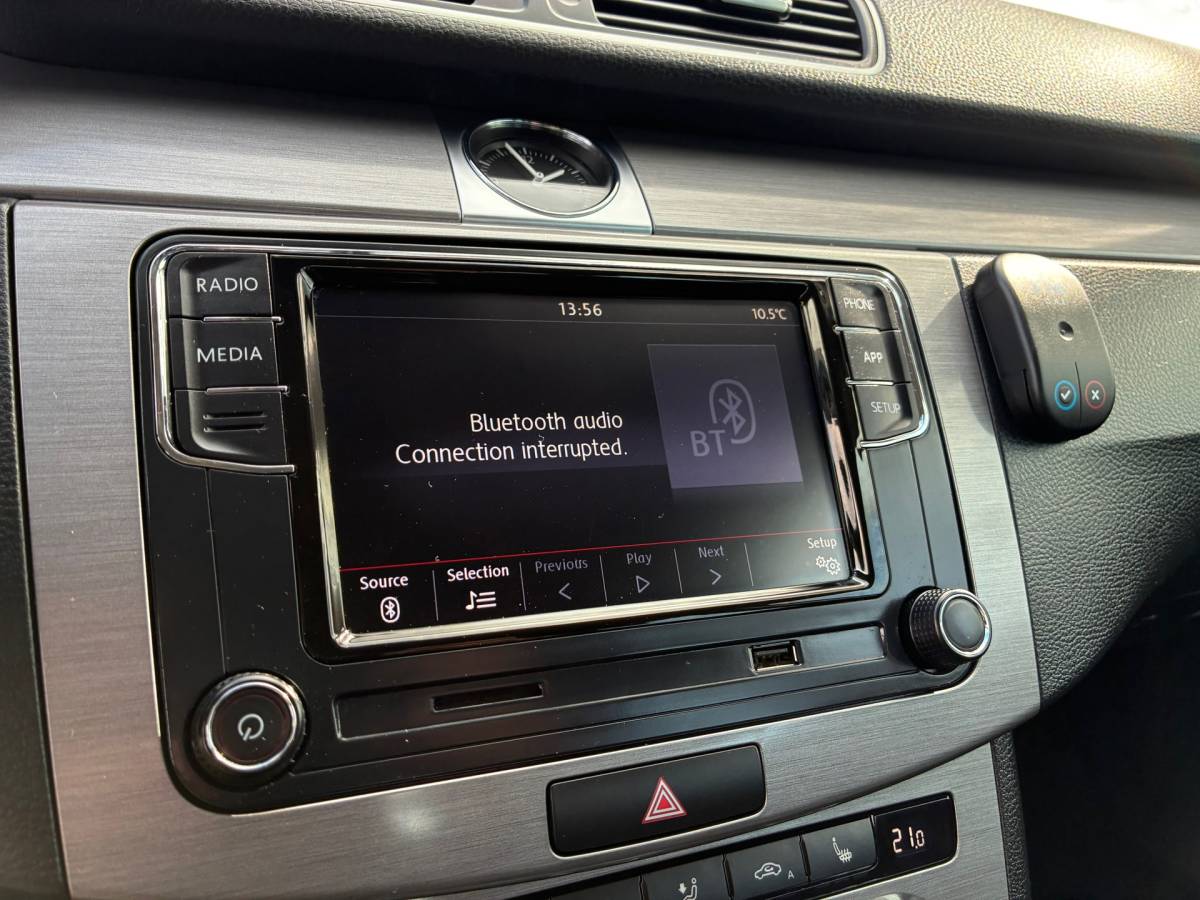 RADIO
MEDIA
13:56
10.5°C
Bluetooth audio
Connection interrupted.
BT
Source
Selection
Previous
Play
Next
Setup
PHONE
APP
SETUP
A
21.0